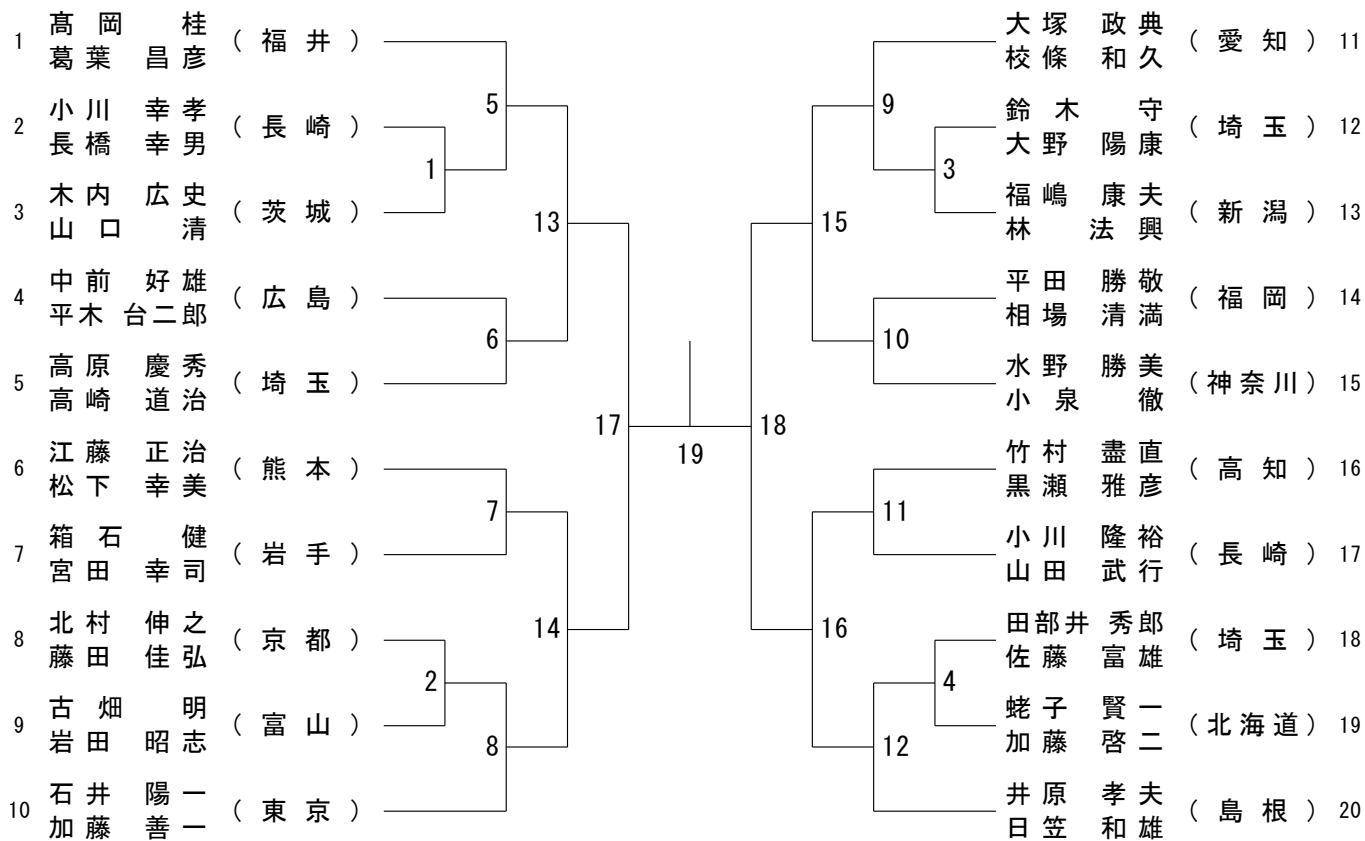 1 髙岡 桂 (福井)
葛葉 昌彦
2 小川 幸孝 (長崎)
長橋 幸男
3 木内 広史 (茨城)
山口 清
4 中前 好雄 (広島)
平木 台二郎
5 高原 慶秀 (埼玉)
高崎 道治
6 江藤 正治 (熊本)
松下 幸美
7 箱石 健 (岩手)
宮田 幸司
8 北村 伸之 (京都)
藤田 佳弘
9 古畑 明 (富山)
岩田 昭志
10 石井 陽一 (東京)
加藤 善一
5
1
13
6
17
7
14
2
8
19
9
3
15
10
18
11
16
4
12
大塚 政典 (愛知) 11
校條 和久
鈴木 守 (埼玉) 12
大野 陽康
福嶋 康夫 (新潟) 13
林 法興
平田 勝敬 (福岡) 14
相場 清満
水野 勝美 (神奈川) 15
小泉 徹
竹村 盡直 (高知) 16
黒瀬 雅彦
小川 隆裕 (長崎) 17
山田 武行
田部井 秀郎 (埼玉) 18
佐藤 富雄
蛯子 賢一 (北海道) 19
加藤 啓二
井原 孝夫 (島根) 20
日笠 和雄